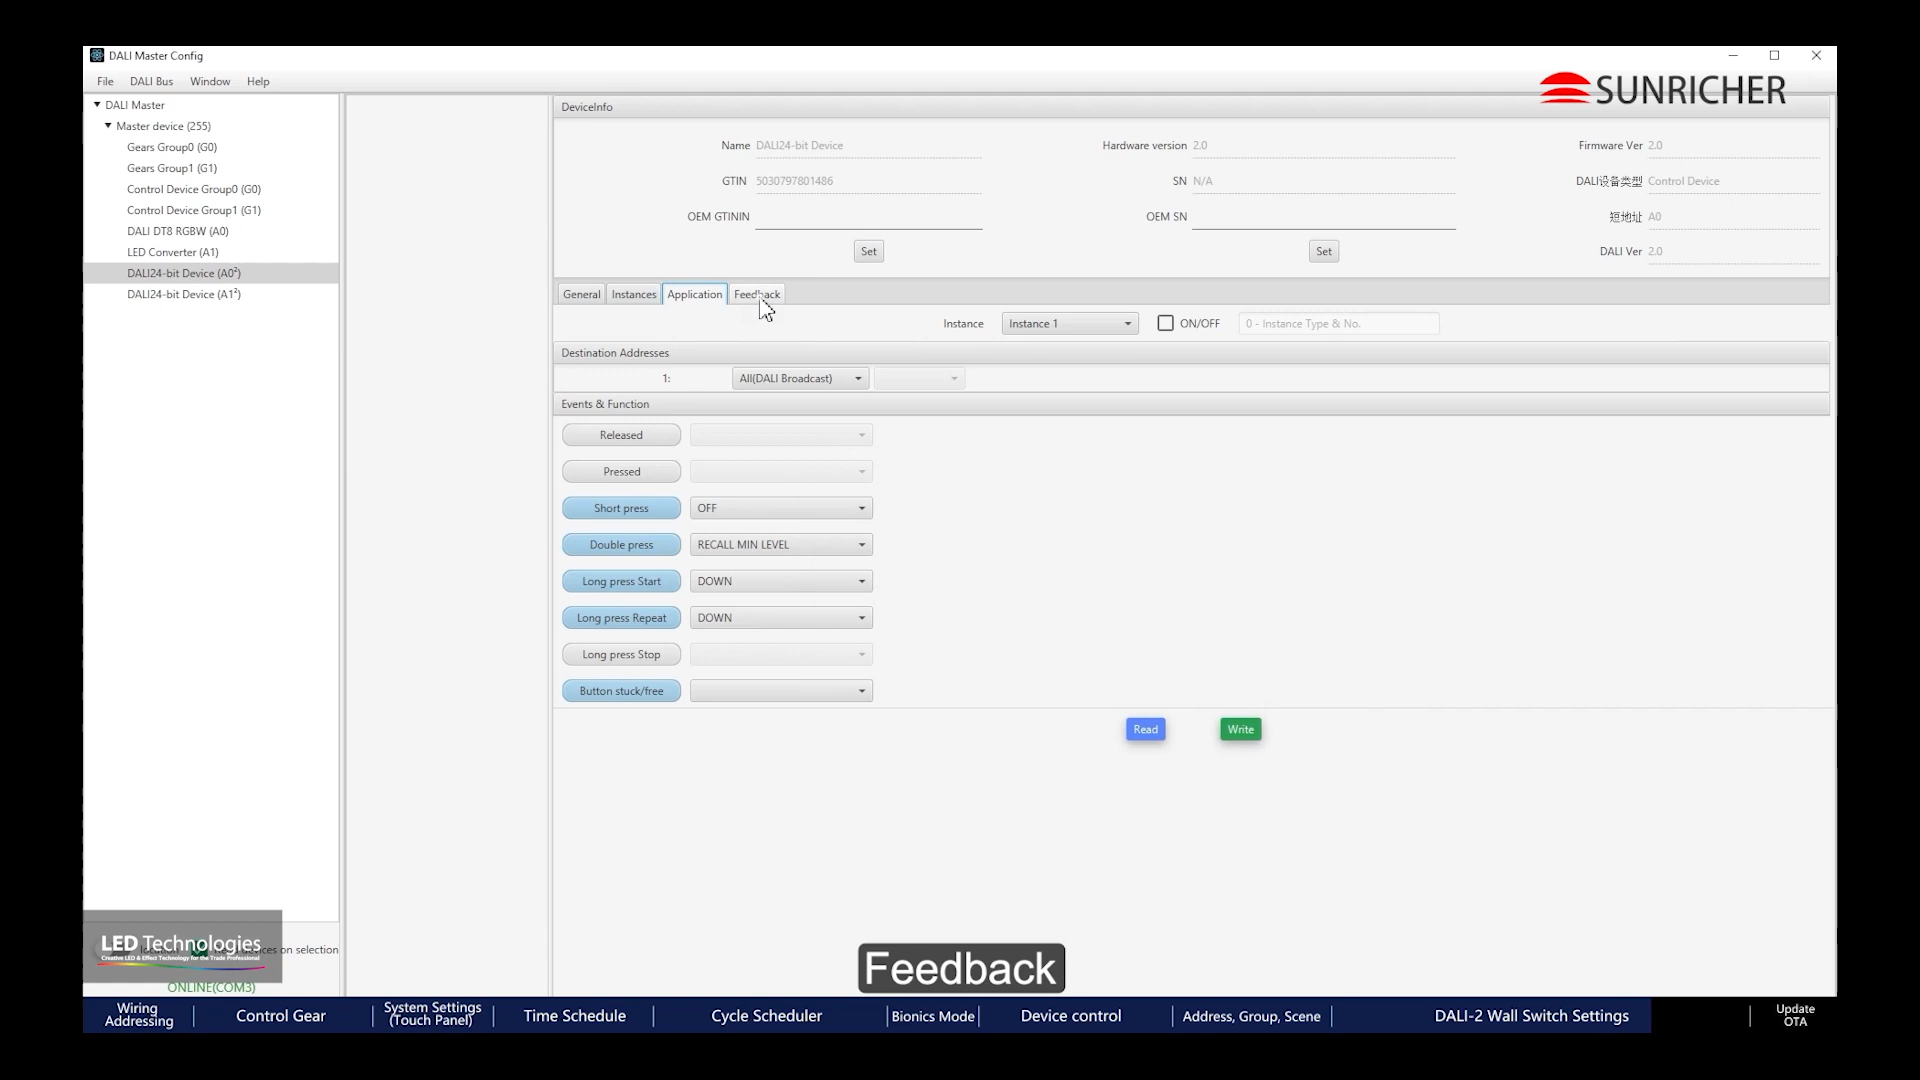 DALI Master Config
SUNRICHER
File DALI Bus Window Help
DALI Master
Master device (255)
Gears Group0 (G0)
Gears Group1 (G1)
Control Device Group0 (G0)
Control Device Group1 (G1)
DALI DT8 RGBW (A0)
LED Converter (A1)
DALI24-bit Device (A0²)
DALI24-bit Device (A1²)
DeviceInfo
Name DALI24-bit Device Hardware version 2.0 Firmware Ver 2.0
GTIN 5030797801486 SN N/A DALI设备类型 Control Device
OEM GTININ OEM SN 短地址 A0
Set Set DALI Ver 2.0
General Instances Application Feedback
Instance Instance 1 ON/OFF 0 - Instance Type & No.
Destination Addresses
1: All(DALI Broadcast)
Events & Function
Released
Pressed
Short press OFF
Double press RECALL MIN LEVEL
Long press Start DOWN
Long press Repeat DOWN
Long press Stop
Button stuck/free
Read Write
LED Technologies
Creative LED & Effect Technology for the Trade Professional
on selection
ONLINE(COM3)
Feedback
Wiring Addressing
Control Gear
System Settings (Touch Panel)
Time Schedule
Cycle Scheduler
Bionics Mode
Device control
Address, Group, Scene
DALI-2 Wall Switch Settings
Update OTA